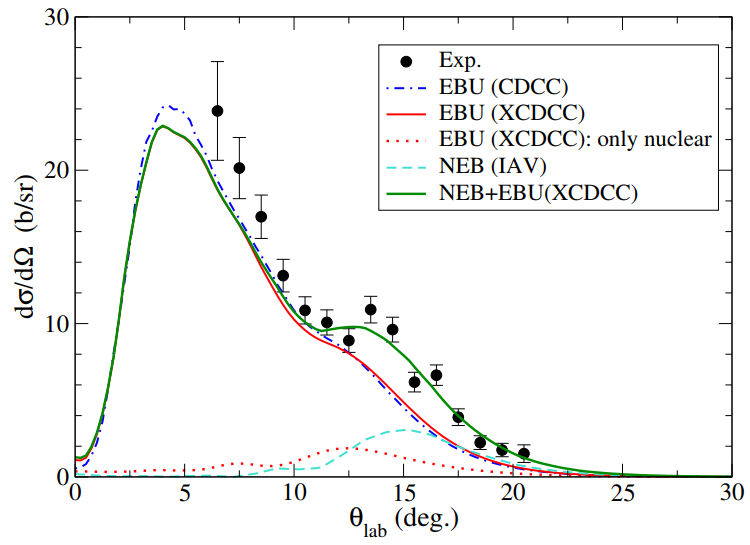 30
20
10
0
dσ/dΩ (b/sr)
Exp.
EBU (CDCC)
EBU (XCDCC)
EBU (XCDCC): only nuclear
NEB (IAV)
NEB+EBU(XCDCC)
0 5 10 15 20 25 30
θlab (deg.)